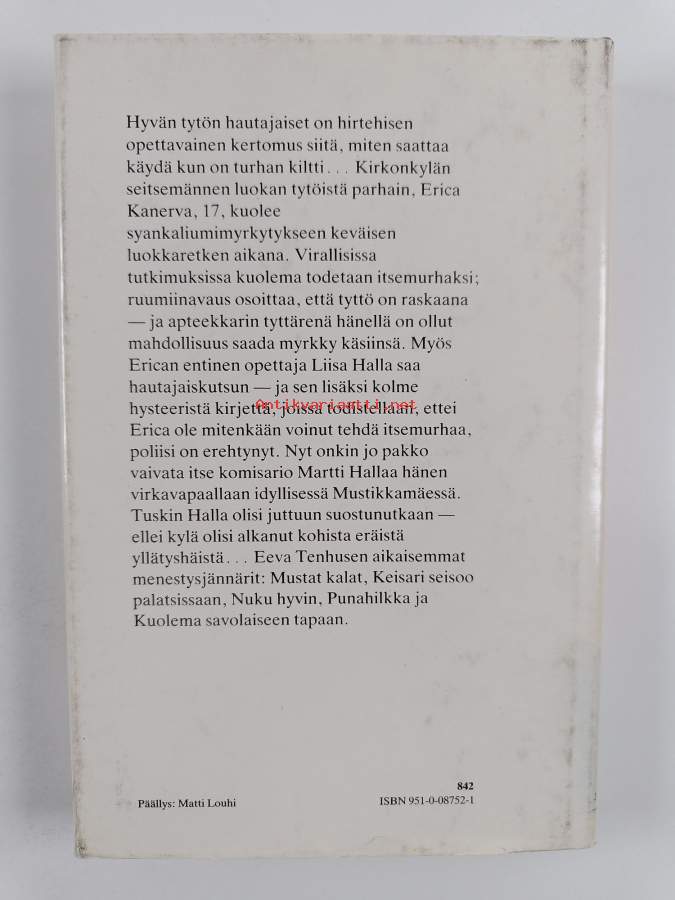 Hyvän tytön hautajaiset on hirtehisen
opettavainen kertomus siitä, miten saattaa
käydä kun on turhan kiltti... Kirkonkylän
seitsemännen luokan tytöistä parhain, Erica
Kanerva, 17, kuolee
syankaliumimyrkytykseen keväisen
luokkaretken aikana. Virallisissa
tutkimuksissa kuolema todetaan itsemurhaksi;
ruumiinavaus osoittaa, että tyttö on raskaana
— ja apteekkarin tyttärenä hänellä on ollut
mahdollisuus saada myrkky käsiinsä. Myös
Erican entinen opettaja Liisa Halla saa
hautajaiskutsun — ja sen lisäksi kolme
hysteeristä kirjettä, joissa todistellaan, ettei
Antikvariaatti.net
Erica ole mitenkään voinut tehdä itsemurhaa,
poliisi on erehtynyt. Nyt onkin jo pakko
vaivata itse komisario Martti Hallaa hänen
virkavapaallaan idyllisessä Mustikkamäessä.
Tuskin Halla olisi juttuun suostunutkaan —
ellei kylä olisi alkanut kohista eräistä
yllätyshäistä... Eeva Tenhusen aikaisemmat
menestysjännärit: Mustat kalat, Keisari seisoo
palatsissaan, Nuku hyvin, Punahilkka ja
Kuolema savolaiseen tapaan.
842
Päällys: Matti Louhi
ISBN 951-0-08752-1